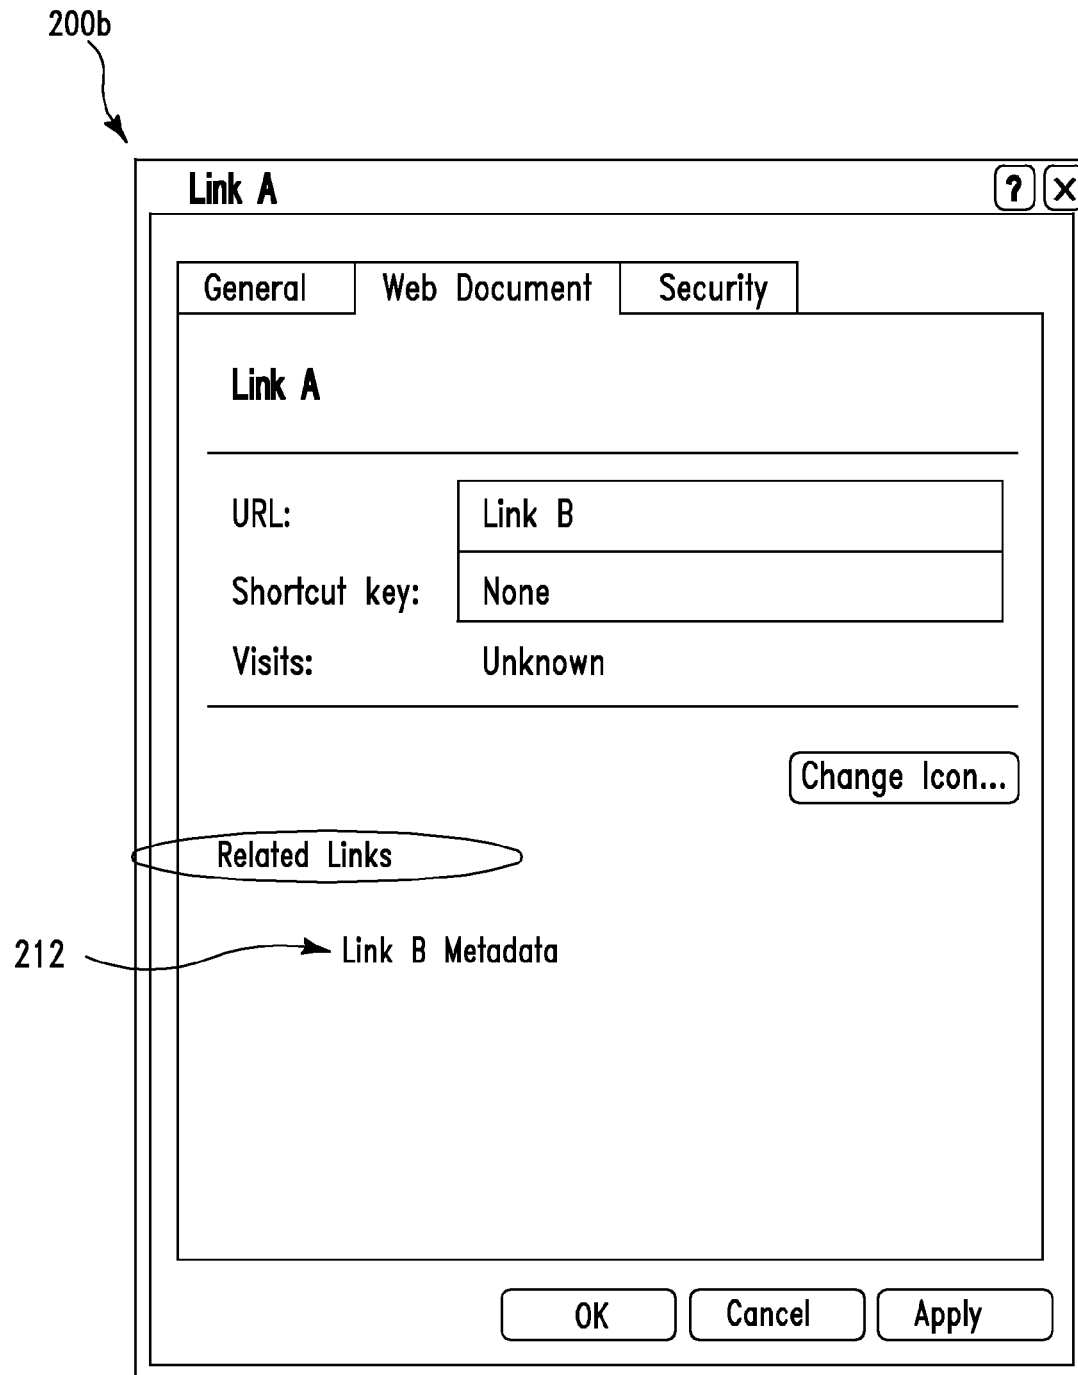 200b
Link A ? X
General Web Document Security
Link A
URL: Link B
Shortcut key: None
Visits: Unknown
Change Icon...
Related Links
212 Link B Metadata
OK Cancel Apply